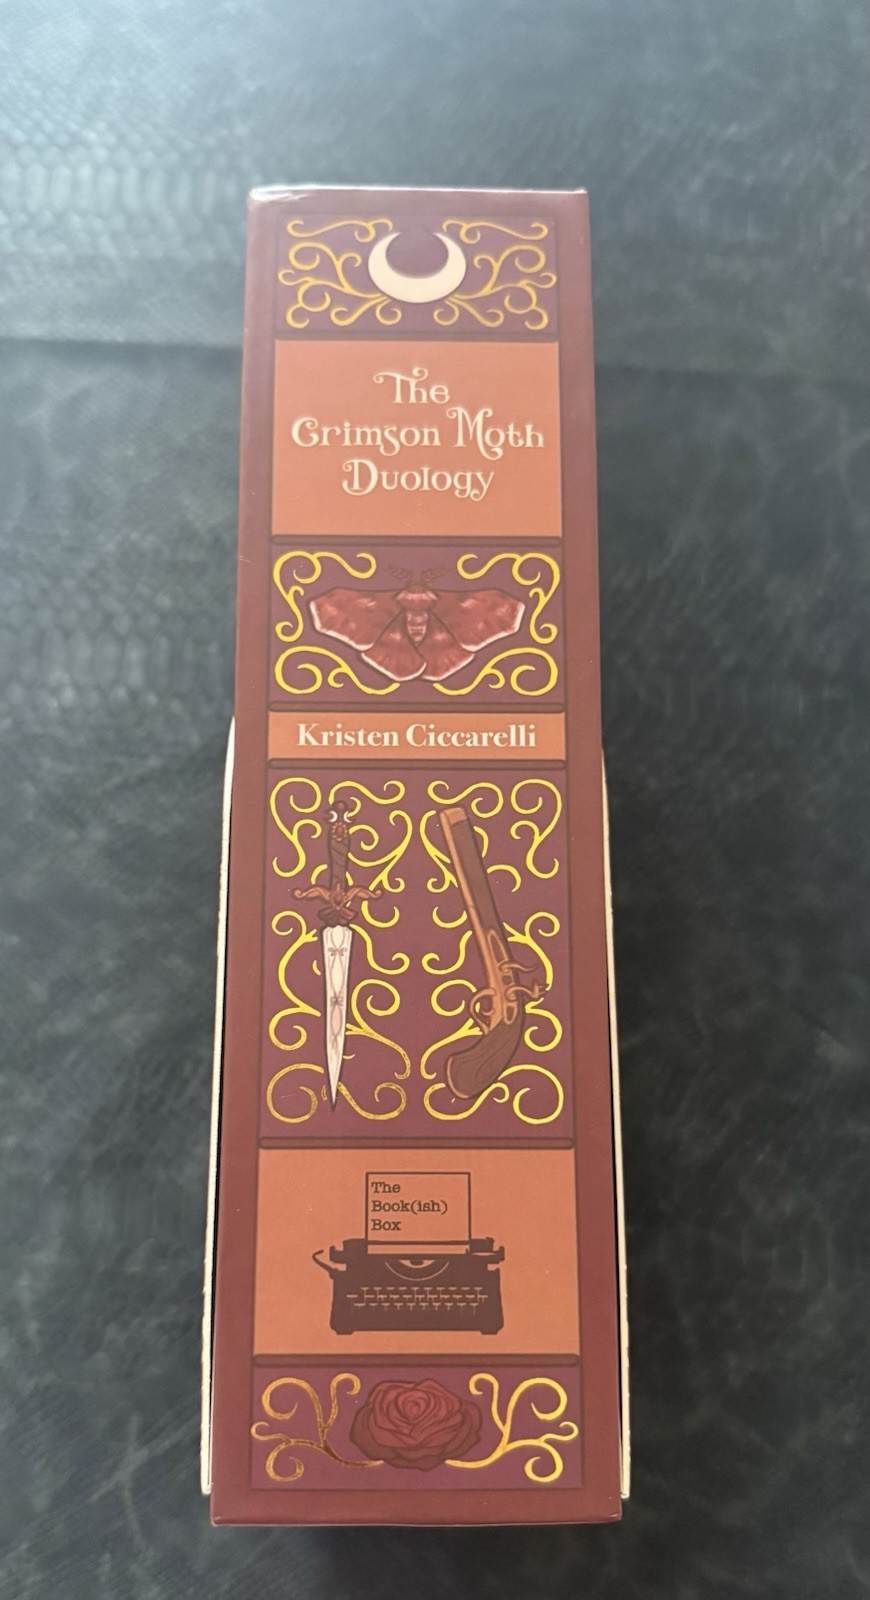 The
Crimson Moth
Duology
Kristen Ciccarelli
The
Book(ish)
Box